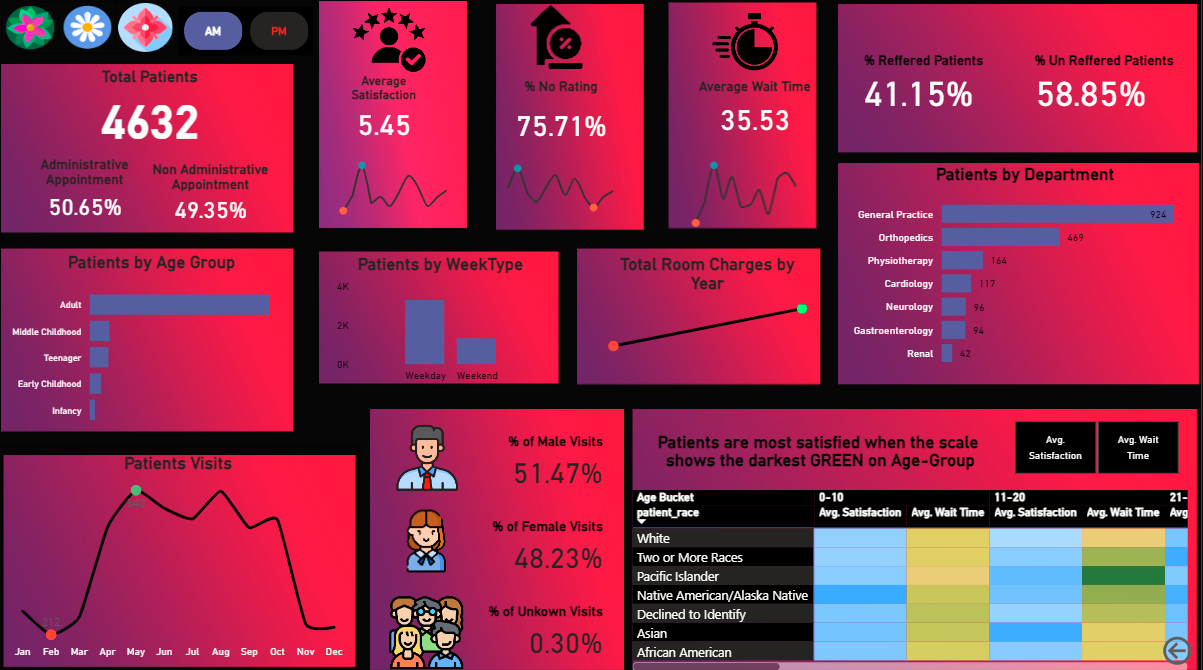 AM
PM
Total Patients
4632
Administrative
Appointment
50.65%
Non Administrative
Appointment
49.35%
Average
Satisfaction
5.45
% No Rating
75.71%
Average Wait Time
35.53
% Reffered Patients
41.15%
% Un Reffered Patients
58.85%
Patients by Department
General Practice 924
Orthopedics 469
Physiotherapy 164
Cardiology 117
Neurology 96
Gastroenterology 94
Renal 42
Patients by Age Group
Adult
Middle Childhood
Teenager
Early Childhood
Infancy
Patients by WeekType
4K
2K
0K
Weekday Weekend
Total Room Charges by
Year
Patients Visits
212
Jan Feb Mar Apr May Jun Jul Aug Sep Oct Nov Dec
% of Male Visits
51.47%
% of Female Visits
48.23%
% of Unkown Visits
0.30%
Patients are most satisfied when the scale
shows the darkest GREEN on Age-Group
Avg.
Satisfaction
Avg. Wait
Time
Age Bucket 0-10 11-20 21-
patient_race Avg. Satisfaction Avg. Wait Time Avg. Satisfaction Avg. Wait Time Avg
White
Two or More Races
Pacific Islander
Native American/Alaska Native
Declined to Identify
Asian
African American